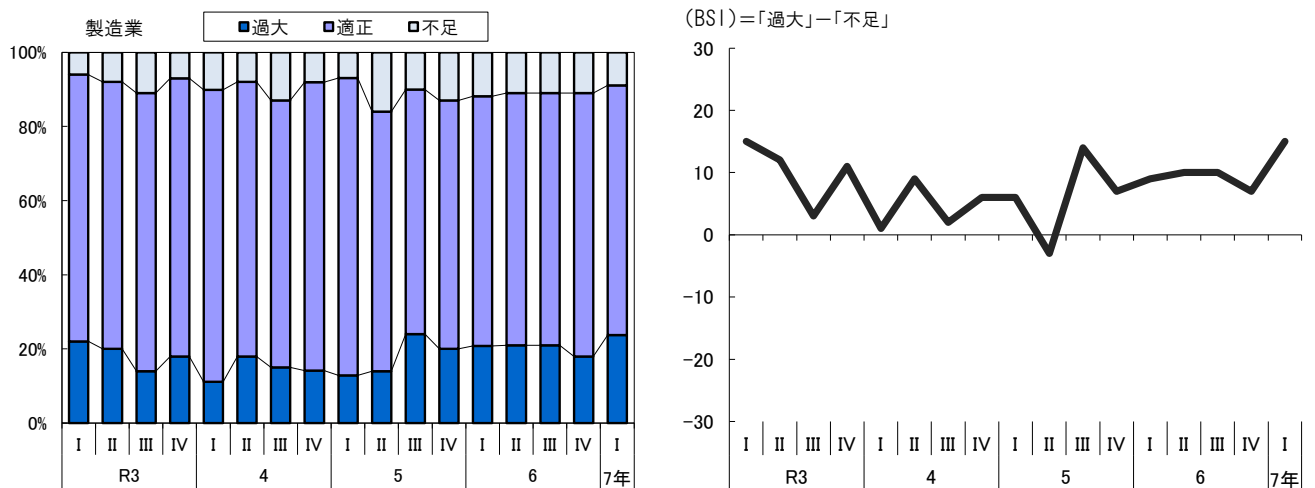 製造業
過大 適正 不足
100%
80%
60%
40%
20%
0%
Ⅰ Ⅱ Ⅲ Ⅳ Ⅰ Ⅱ Ⅲ Ⅳ Ⅰ Ⅱ Ⅲ Ⅳ Ⅰ Ⅱ Ⅲ Ⅳ Ⅰ
R3 4 5 6 7年
(BSI)=「過大」-「不足」
30
20
10
0
-10
-20
-30
Ⅰ Ⅱ Ⅲ Ⅳ Ⅰ Ⅱ Ⅲ Ⅳ Ⅰ Ⅱ Ⅲ Ⅳ Ⅰ Ⅱ Ⅲ Ⅳ Ⅰ
R3 4 5 6 7年